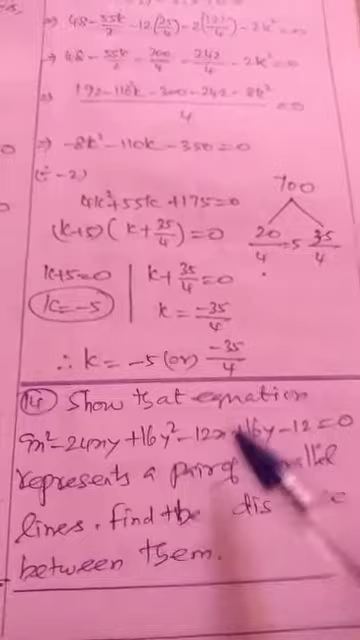 ⇒ 48 - 55k/2 - 12(25/4) - 2(121/4) - 2k² = 0
⇒ 48 - 55k/2 - 300/4 - 242/4 - 2k² = 0
⇒ 192 - 110k - 300 - 242 - 8k² / 4 = 0
⇒ -8k² - 110k - 350 = 0
(÷ -2)
4k² + 55k + 175 = 0
700
(k+5)(k + 35/4) = 0
20/4 = 5 35/4
k+5=0 | k + 35/4 = 0
k = -5 | k = -35/4
∴ k = -5 (or) -35/4
14) Show that equation
9x² - 24xy + 16y² - 12x + 16y - 12 = 0
represents a pair of parallel
lines. find the
between them.